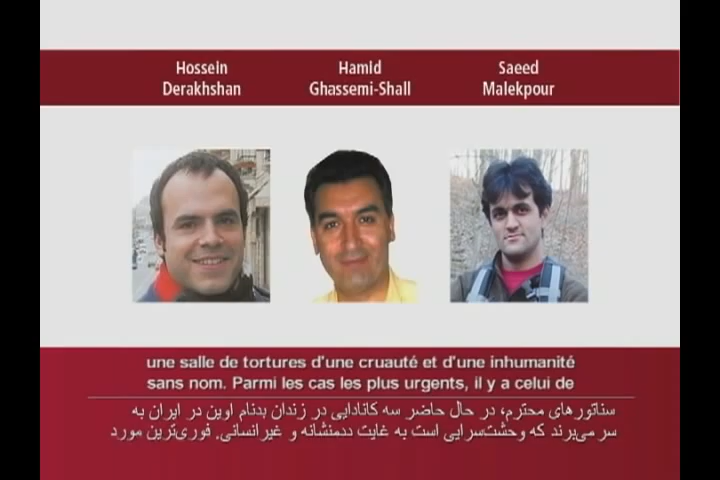 Hossein
Derakhshan
Hamid
Ghassemi-Shall
Saeed
Malekpour
une salle de tortures d'une cruauté et d'une inhumanité
sans nom. Parmi les cas les plus urgents, il y a celui de
سناتورهای محترم، در حال حاضر سه کانادایی در زندان بدنام اوین در ایران به
سر می‌برند که وحشت‌سرایی است به غایت ددمنشانه و غیرانسانی. فوری‌ترین مورد